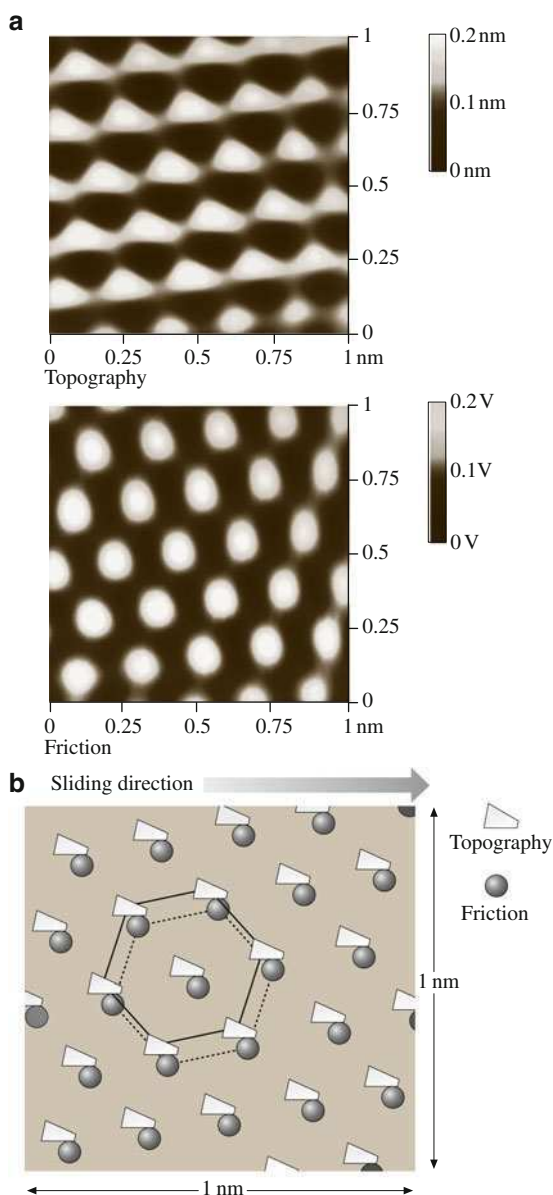 a
1
0.75
0.5
0.25
0
0.2 nm
0.1 nm
0 nm
0 0.25 0.5 0.75 1 nm
Topography
1
0.75
0.5
0.25
0
0.2 V
0.1 V
0 V
0 0.25 0.5 0.75 1 nm
Friction
b Sliding direction
Topography
Friction
1 nm
1 nm